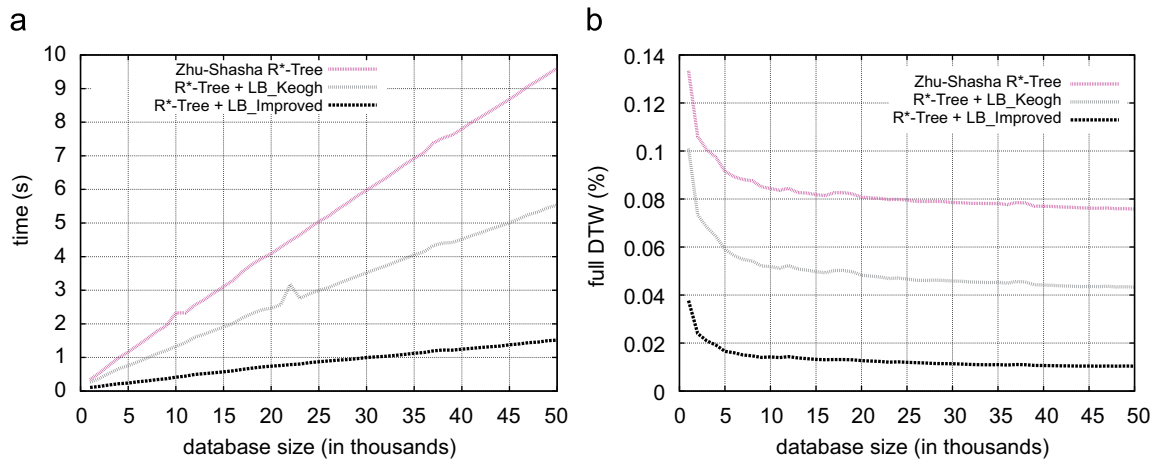 a
10
9
8
7
6
5
4
3
2
1
0
time (s)
Zhu-Shasha R*-Tree
R*-Tree + LB_Keogh
R*-Tree + LB_Improved
0 5 10 15 20 25 30 35 40 45 50
database size (in thousands)
b
0.14
0.12
0.1
0.08
0.06
0.04
0.02
0
full DTW (%)
Zhu-Shasha R*-Tree
R*-Tree + LB_Keogh
R*-Tree + LB_Improved
0 5 10 15 20 25 30 35 40 45 50
database size (in thousands)